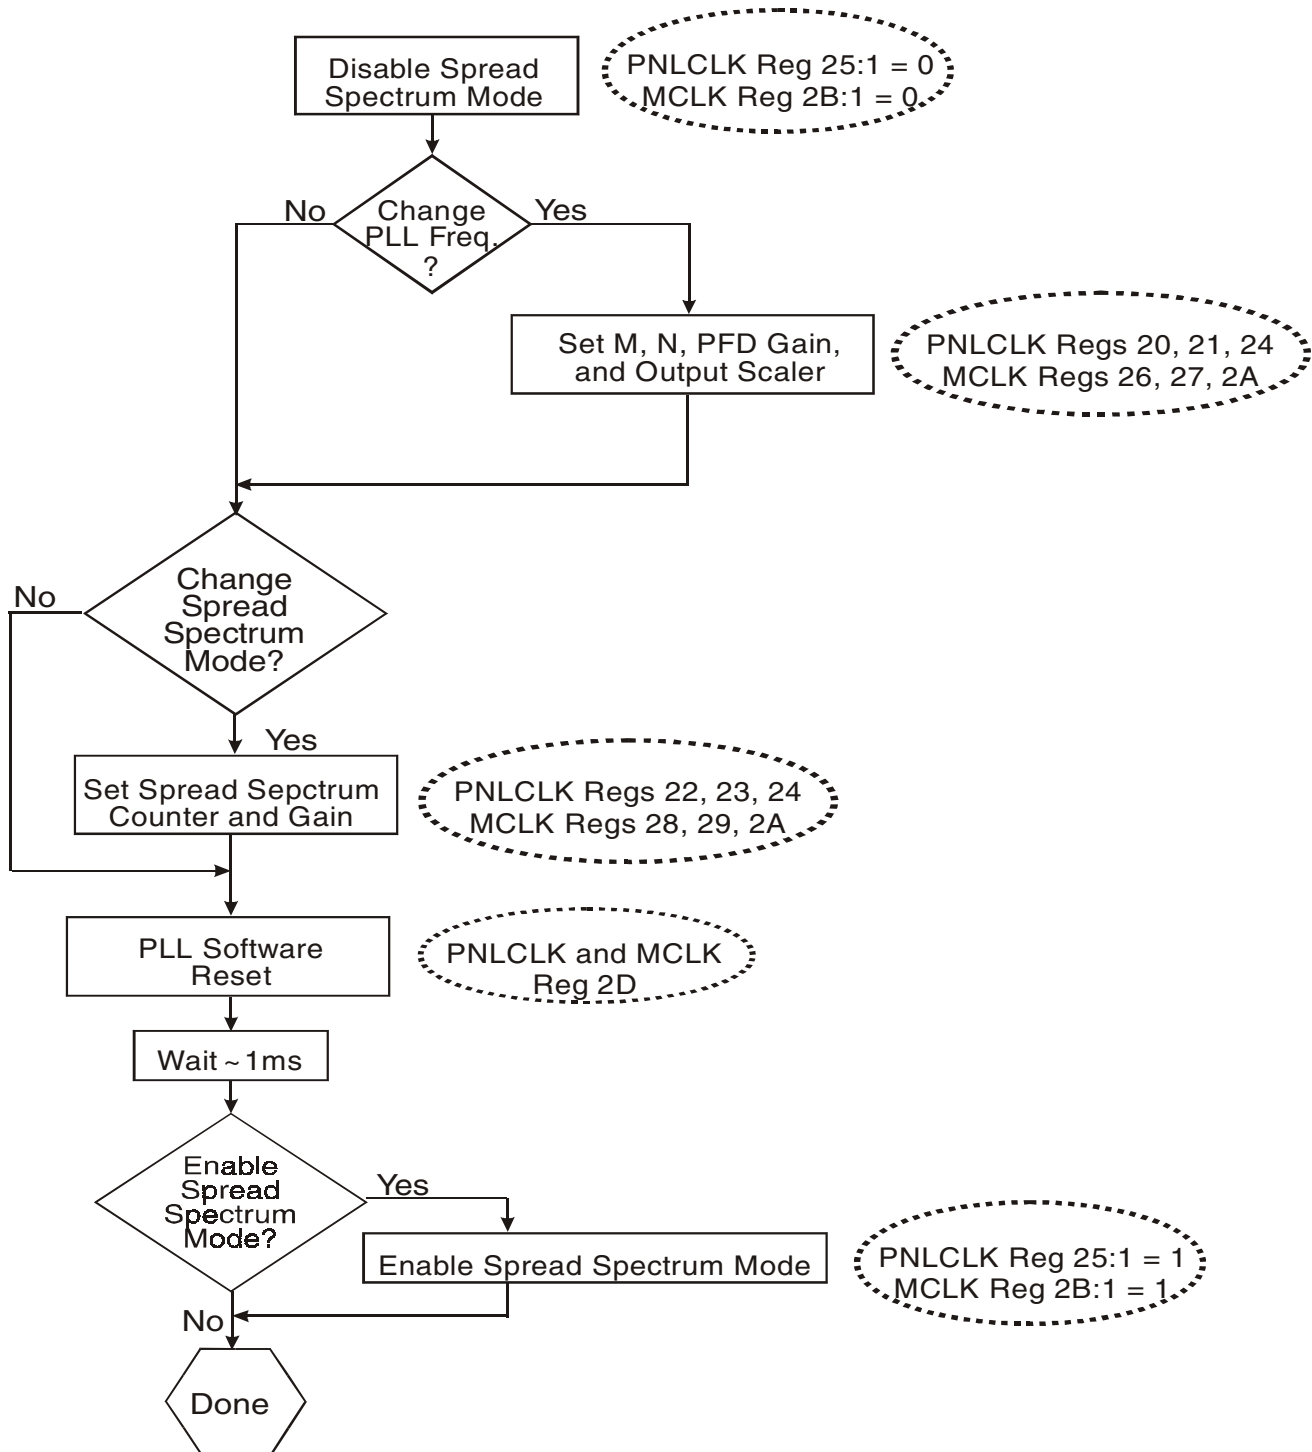 Disable Spread
Spectrum Mode
PNLCLK Reg 25:1 = 0
MCLK Reg 2B:1 = 0
No
Change
PLL Freq.
?
Yes
Set M, N, PFD Gain,
and Output Scaler
PNLCLK Regs 20, 21, 24
MCLK Regs 26, 27, 2A
No
Change
Spread
Spectrum
Mode?
Yes
Set Spread Sepctrum
Counter and Gain
PNLCLK Regs 22, 23, 24
MCLK Regs 28, 29, 2A
PLL Software
Reset
PNLCLK and MCLK
Reg 2D
Wait ~ 1ms
Enable
Spread
Spectrum
Mode?
Yes
Enable Spread Spectrum Mode
PNLCLK Reg 25:1 = 1
MCLK Reg 2B:1 = 1
No
Done